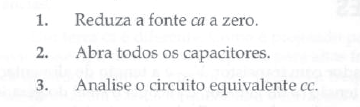 1. Reduza a fonte ca a zero.
2. Abra todos os capacitores.
3. Analise o circuito equivalente cc.